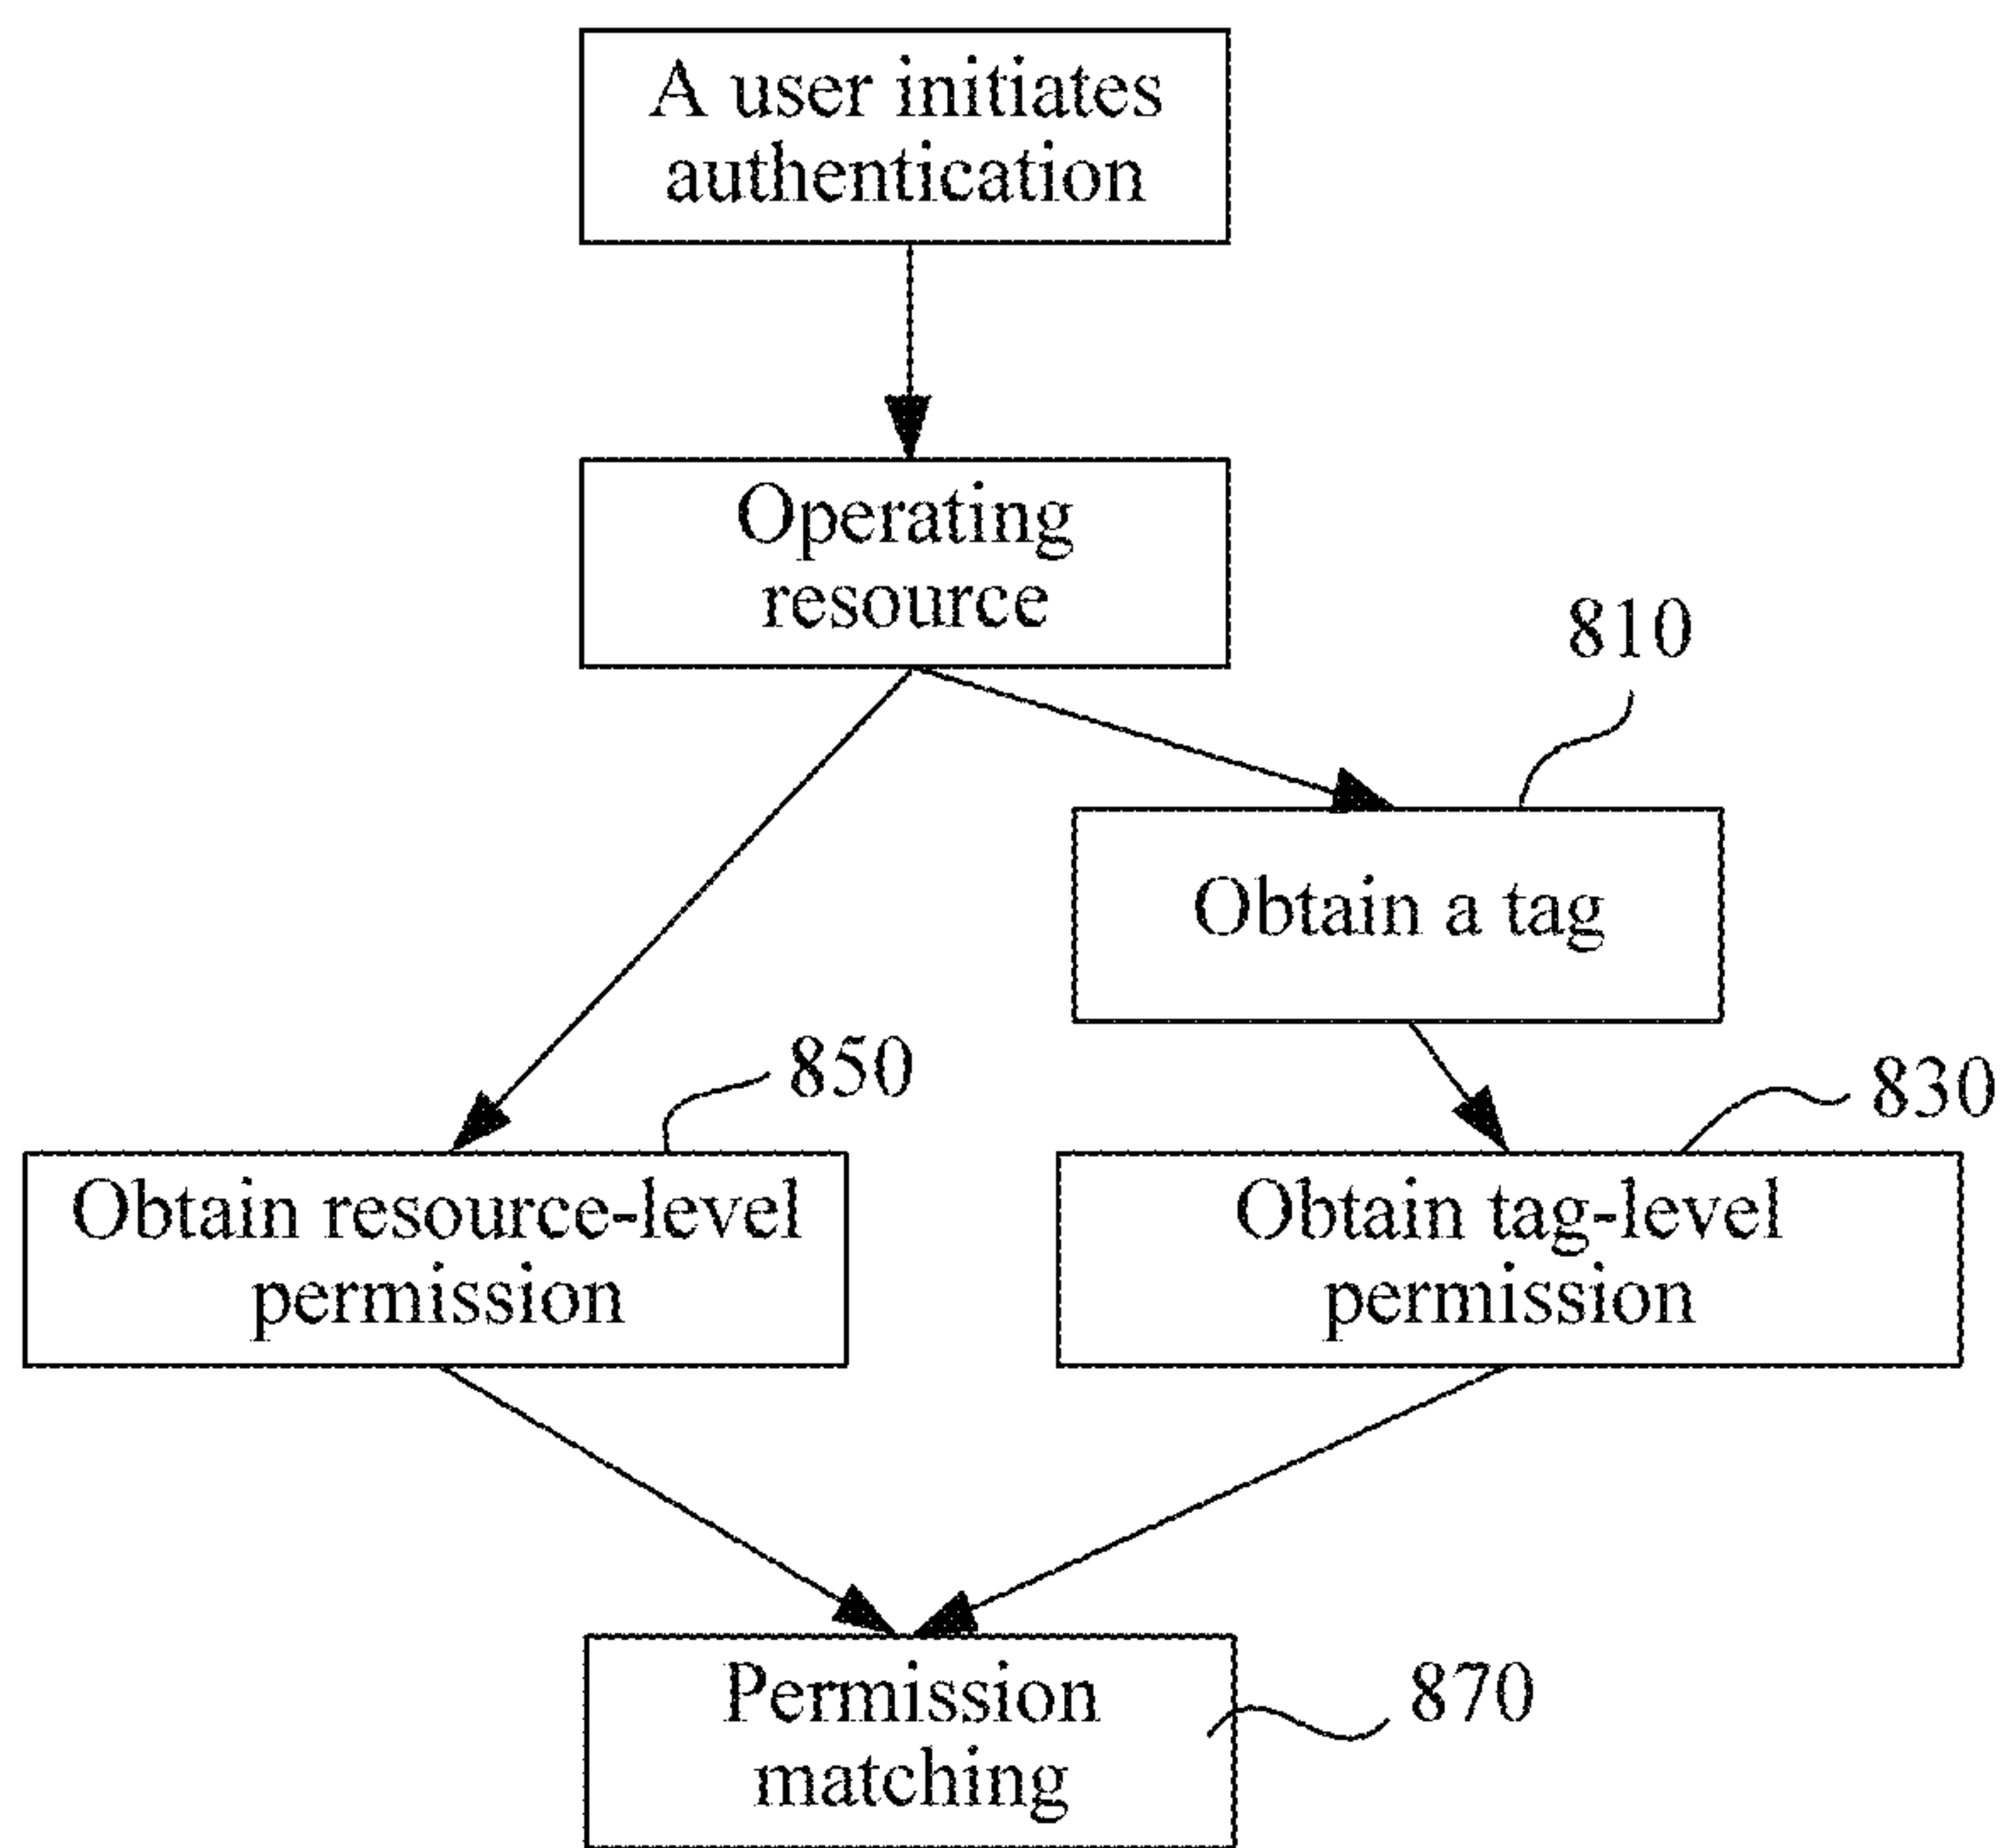 A user initiates
authentication
Operating
resource
810
Obtain a tag
850
830
Obtain resource-level
permission
Obtain tag-level
permission
Permission
matching
870